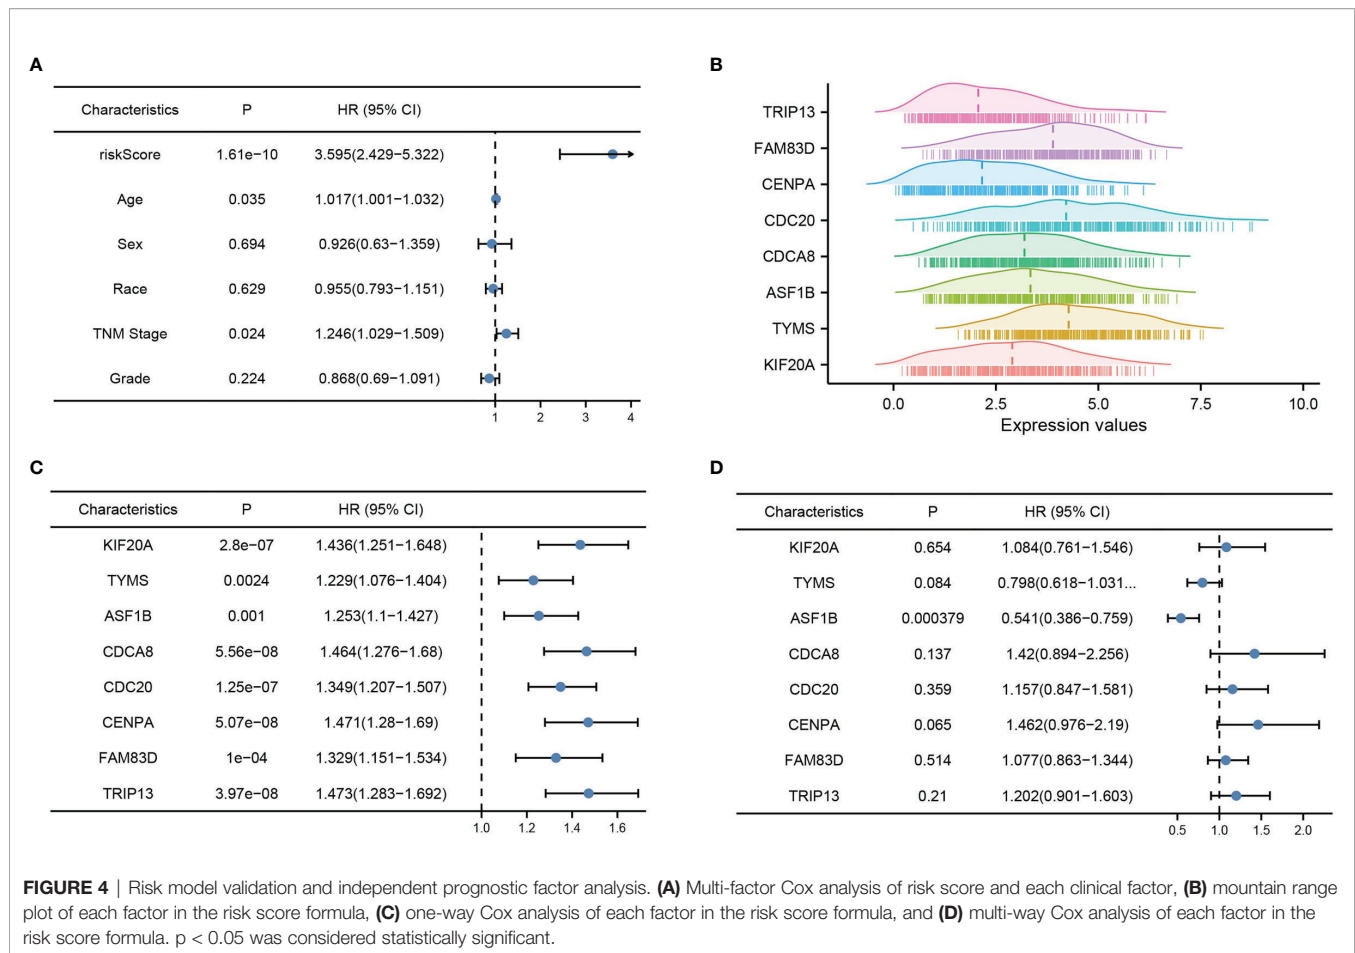 A
Characteristics P HR (95% CI)
riskScore 1.61e−10 3.595(2.429−5.322)
Age 0.035 1.017(1.001−1.032)
Sex 0.694 0.926(0.63−1.359)
Race 0.629 0.955(0.793−1.151)
TNM Stage 0.024 1.246(1.029−1.509)
Grade 0.224 0.868(0.69−1.091)
1 2 3 4
B
TRIP13
FAM83D
CENPA
CDC20
CDCA8
ASF1B
TYMS
KIF20A
0.0 2.5 5.0 7.5 10.0
Expression values
C
Characteristics P HR (95% CI)
KIF20A 2.8e−07 1.436(1.251−1.648)
TYMS 0.0024 1.229(1.076−1.404)
ASF1B 0.001 1.253(1.1−1.427)
CDCA8 5.56e−08 1.464(1.276−1.68)
CDC20 1.25e−07 1.349(1.207−1.507)
CENPA 5.07e−08 1.471(1.28−1.69)
FAM83D 1e−04 1.329(1.151−1.534)
TRIP13 3.97e−08 1.473(1.283−1.692)
1.0 1.2 1.4 1.6
D
Characteristics P HR (95% CI)
KIF20A 0.654 1.084(0.761−1.546)
TYMS 0.084 0.798(0.618−1.031...
ASF1B 0.000379 0.541(0.386−0.759)
CDCA8 0.137 1.42(0.894−2.256)
CDC20 0.359 1.157(0.847−1.581)
CENPA 0.065 1.462(0.976−2.19)
FAM83D 0.514 1.077(0.863−1.344)
TRIP13 0.21 1.202(0.901−1.603)
0.5 1.0 1.5 2.0
FIGURE 4 | Risk model validation and independent prognostic factor analysis. (A) Multi-factor Cox analysis of risk score and each clinical factor, (B) mountain range
plot of each factor in the risk score formula, (C) one-way Cox analysis of each factor in the risk score formula, and (D) multi-way Cox analysis of each factor in the
risk score formula. p < 0.05 was considered statistically significant.